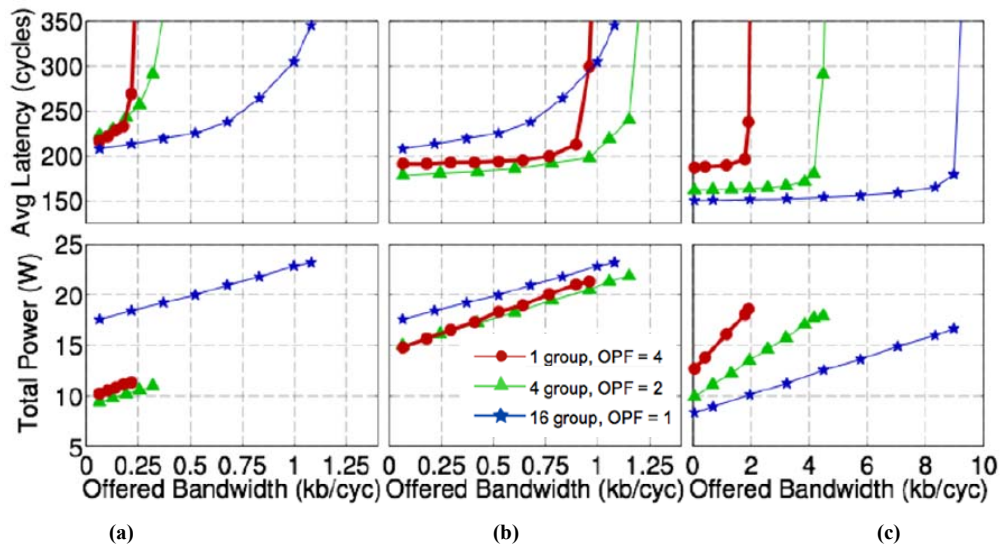 Avg Latency (cycles)
350
300
250
200
150
Total Power (W)
25
20
15
10
5
1 group, OPF = 4
4 group, OPF = 2
16 group, OPF = 1
0 0.25 0.5 0.75 1 1.25
0 0.25 0.5 0.75 1 1.25
0 2 4 6 8 10
Offered Bandwidth (kb/cyc)
Offered Bandwidth (kb/cyc)
Offered Bandwidth (kb/cyc)
(a)
(b)
(c)